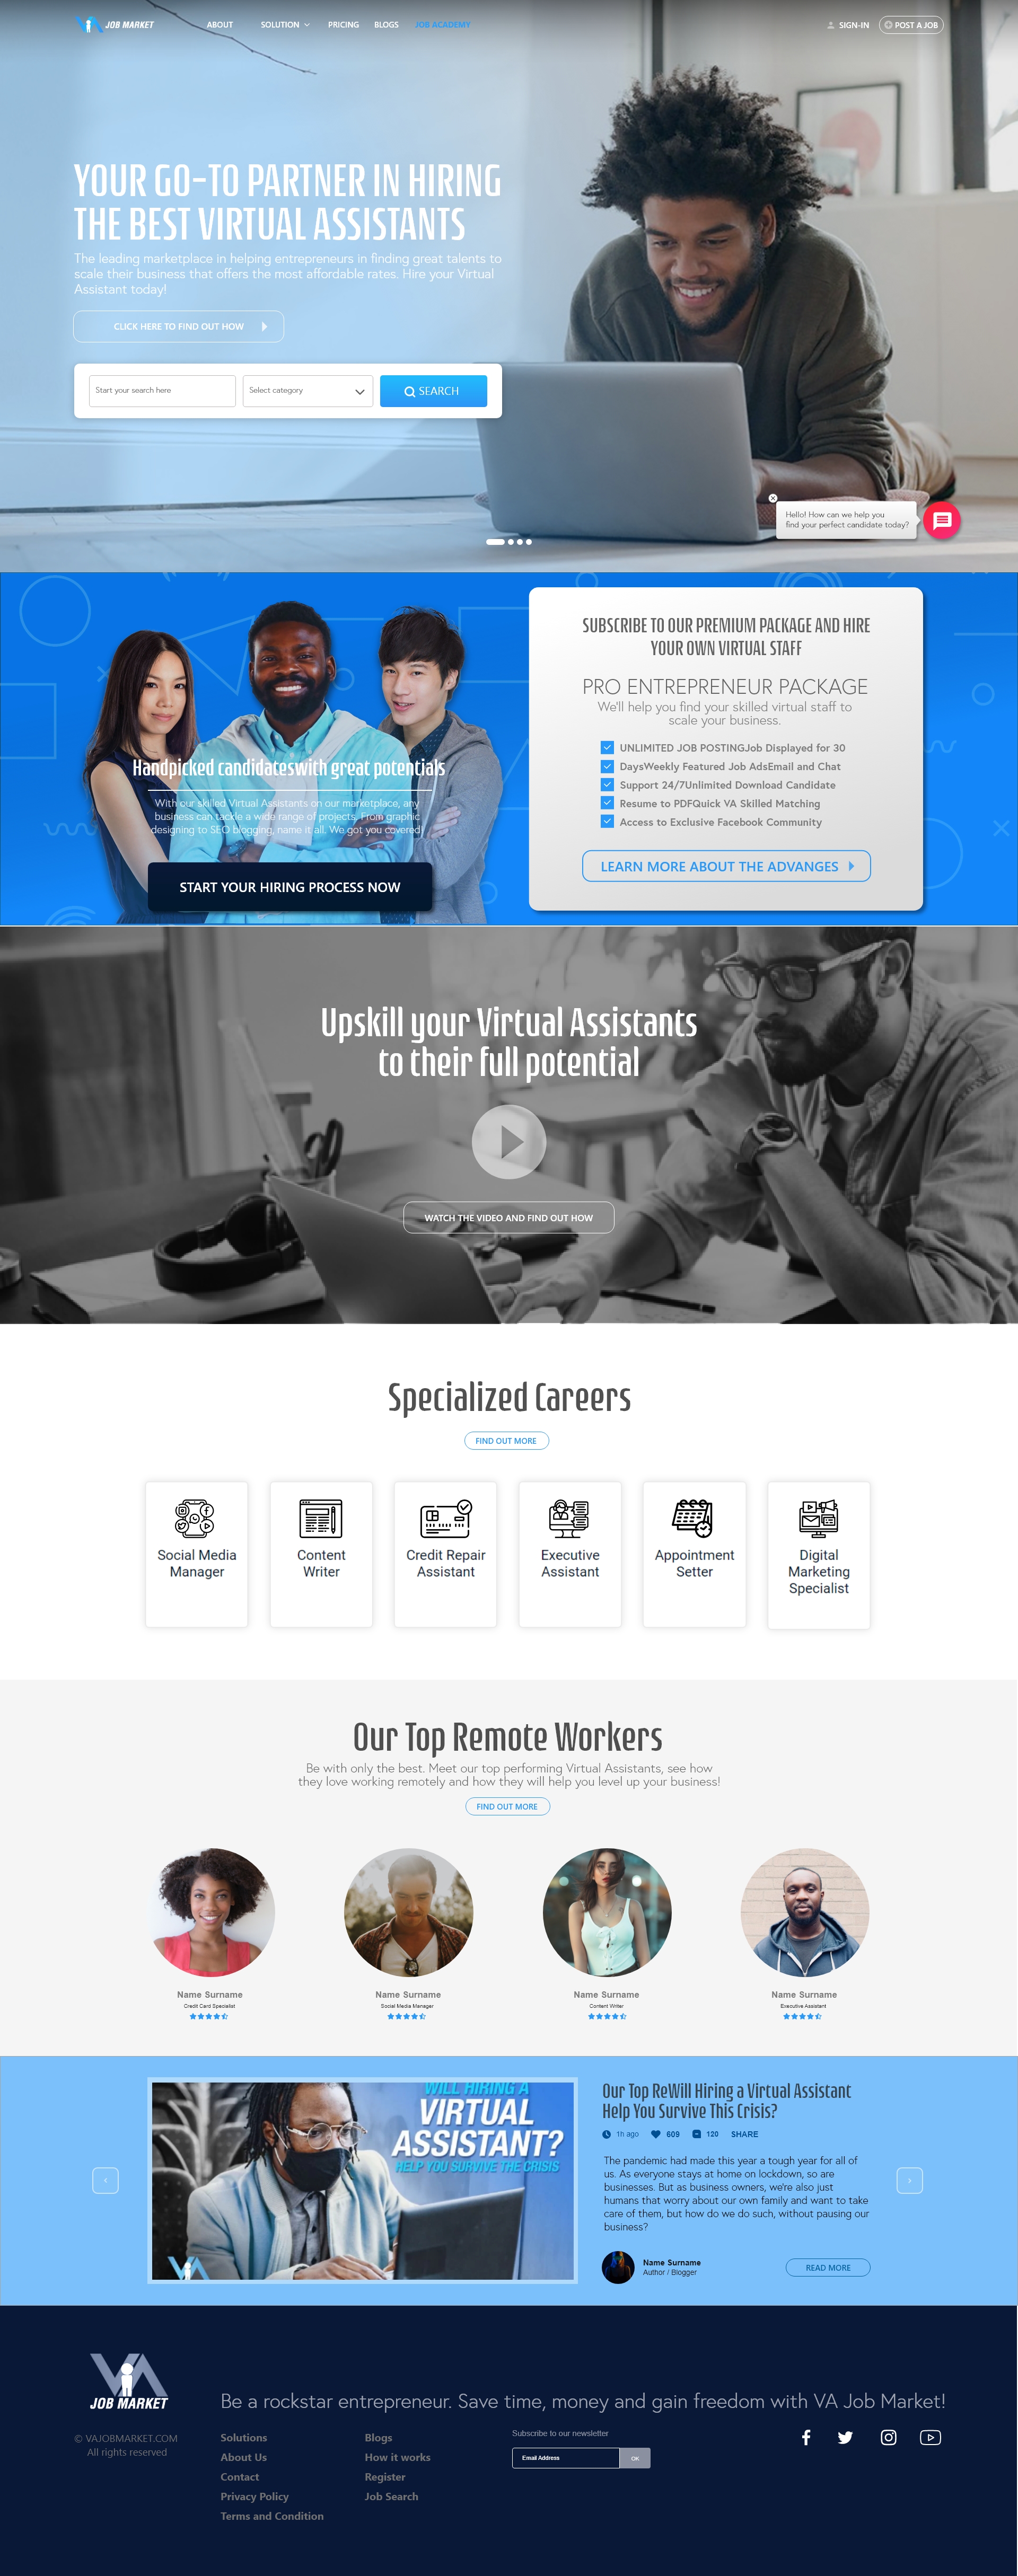 VA JOB MARKET
ABOUT
SOLUTION
PRICING
BLOGS
JOB ACADEMY
SIGN-IN
POST A JOB
YOUR GO-TO PARTNER IN HIRING
THE BEST VIRTUAL ASSISTANTS
The leading marketplace in helping entrepreneurs in finding great talents to
scale their business that offers the most affordable rates. Hire your Virtual
Assistant today!
CLICK HERE TO FIND OUT HOW
Start your search here
Select category
SEARCH
Hello! How can we help you
find your perfect candidate today?
Handpicked candidateswith great potentials
With our skilled Virtual Assistants on our marketplace, any
business can tackle a wide range of projects. From graphic
designing to SEO blogging, name it all. We got you covered!
START YOUR HIRING PROCESS NOW
SUBSCRIBE TO OUR PREMIUM PACKAGE AND HIRE
YOUR OWN VIRTUAL STAFF
PRO ENTREPRENEUR PACKAGE
We'll help you find your skilled virtual staff to
scale your business.
UNLIMITED JOB POSTINGJob Displayed for 30
DaysWeekly Featured Job AdsEmail and Chat
Support 24/7Unlimited Download Candidate
Resume to PDFQuick VA Skilled Matching
Access to Exclusive Facebook Community
LEARN MORE ABOUT THE ADVANGES
Upskill your Virtual Assistants
to their full potential
WATCH THE VIDEO AND FIND OUT HOW
Specialized Careers
FIND OUT MORE
Social Media
Manager
Content
Writer
Credit Repair
Assistant
Executive
Assistant
Appointment
Setter
Digital
Marketing
Specialist
Our Top Remote Workers
Be with only the best. Meet our top performing Virtual Assistants, see how
they love working remotely and how they will help you level up your business!
FIND OUT MORE
Name Surname
Credit Card Specialist
Name Surname
Social Media Manager
Name Surname
Content Writer
Name Surname
Executive Assistant
WILL HIRING A
VIRTUAL
ASSISTANT?
HELP YOU SURVIVE THE CRISIS
VA
Our Top ReWill Hiring a Virtual Assistant
Help You Survive This Crisis?
1h ago
609
120
SHARE
The pandemic had made this year a tough year for all of
us. As everyone stays at home on lockdown, so are
businesses. But as business owners, we're also just
humans that worry about our own family and want to take
care of them, but how do we do such, without pausing our
business?
Name Surname
Author / Blogger
READ MORE
VA
JOB MARKET
© VAJOBMARKET.COM
All rights reserved
Be a rockstar entrepreneur. Save time, money and gain freedom with VA Job Market!
Solutions
About Us
Contact
Privacy Policy
Terms and Condition
Blogs
How it works
Register
Job Search
Subscribe to our newsletter
Email Address
OK